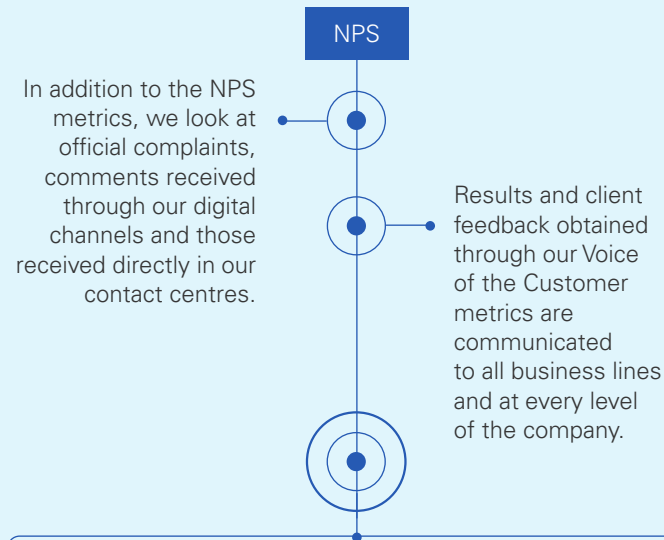 NPS
In addition to the NPS
metrics, we look at
official complaints,
comments received
through our digital
channels and those
received directly in our
contact centres.
Results and client
feedback obtained
through our Voice
of the Customer
metrics are
communicated
to all business lines
and at every level
of the company.